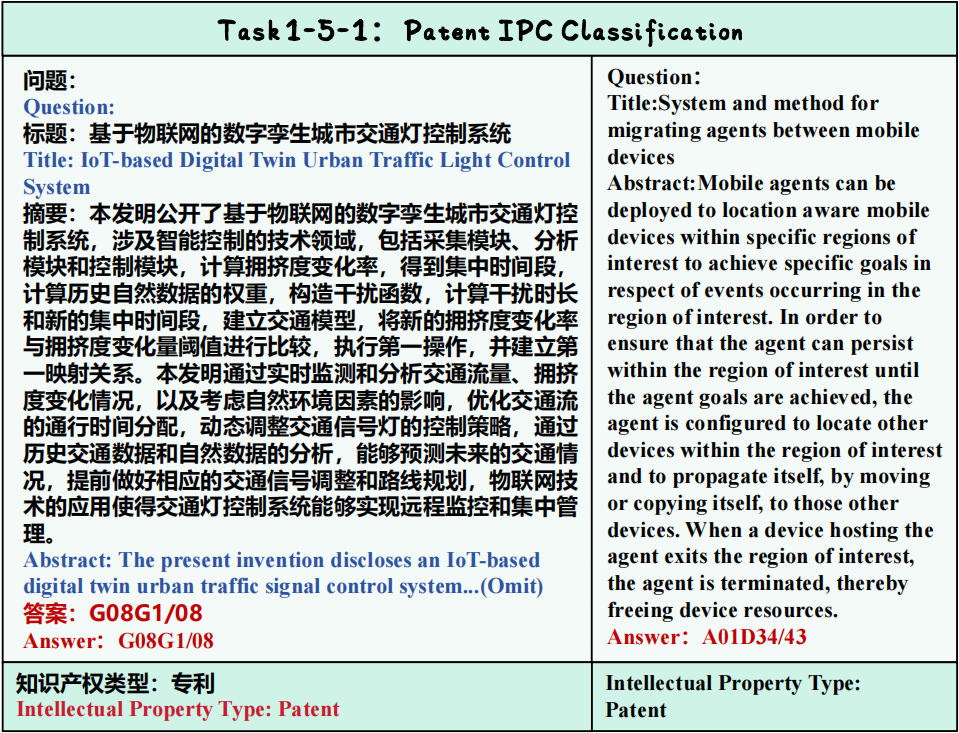 Task1-5-1：Patent IPC Classification
问题：
Question:
标题：基于物联网的数字孪生城市交通灯控制系统
Title: IoT-based Digital Twin Urban Traffic Light Control
System
摘要：本发明公开了基于物联网的数字孪生城市交通灯控
制系统，涉及智能控制的技术领域，包括采集模块、分析
模块和控制模块，计算拥挤度变化率，得到集中时间段，
计算历史自然数据的权重，构造干扰函数，计算干扰时长
和新的集中时间段，建立交通模型，将新的拥挤度变化率
与拥挤度变化量阈值进行比较，执行第一操作，并建立第
一映射关系。本发明通过实时监测和分析交通流量、拥挤
度变化情况，以及考虑自然环境因素的影响，优化交通流
的通行时间分配，动态调整交通信号灯的控制策略，通过
历史交通数据和自然数据的分析，能够预测未来的交通情
况，提前做好相应的交通信号调整和路线规划，物联网技
术的应用使得交通灯控制系统能够实现远程监控和集中管
理。
Abstract: The present invention discloses an IoT-based
digital twin urban traffic signal control system...(Omit)
答案：G08G1/08
Answer：G08G1/08
Question：
Title:System and method for
migrating agents between mobile
devices
Abstract:Mobile agents can be
deployed to location aware mobile
devices within specific regions of
interest to achieve specific goals in
respect of events occurring in the
region of interest. In order to
ensure that the agent can persist
within the region of interest until
the agent goals are achieved, the
agent is configured to locate other
devices within the region of interest
and to propagate itself, by moving
or copying itself, to those other
devices. When a device hosting the
agent exits the region of interest,
the agent is terminated, thereby
freeing device resources.
Answer：A01D34/43
知识产权类型：专利
Intellectual Property Type: Patent
Intellectual Property Type:
Patent